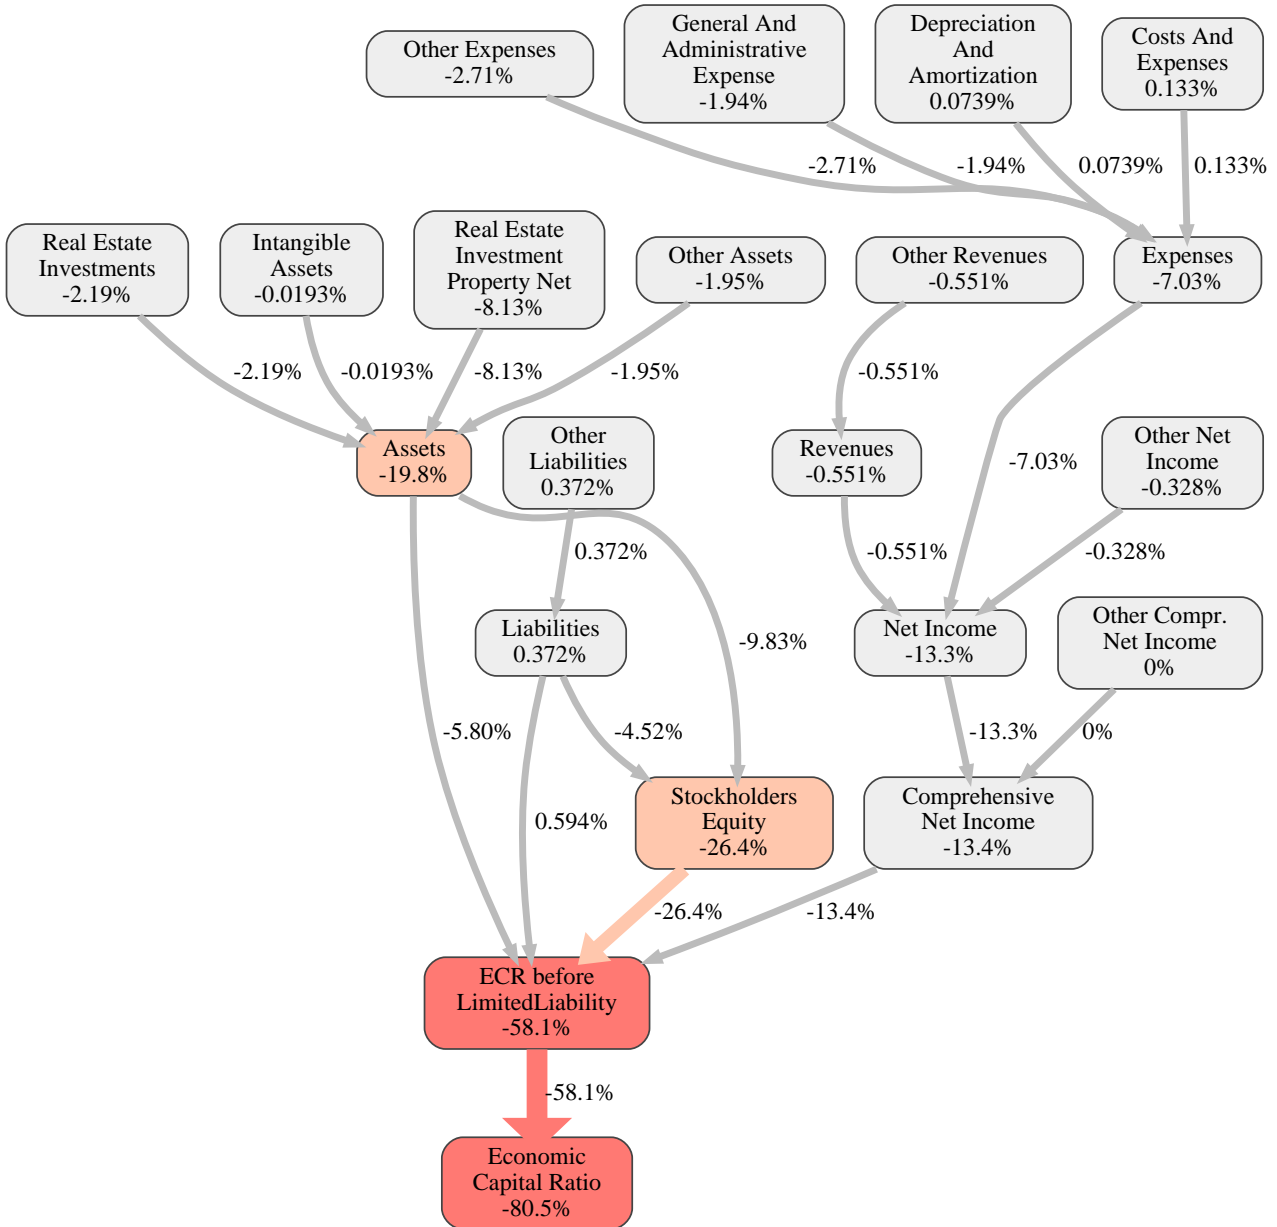 Other Expenses
-2.71%
General And
Administrative
Expense
-1.94%
Depreciation
And
Amortization
0.0739%
Costs And
Expenses
0.133%
-2.71%
-1.94%
0.0739%
0.133%
Real Estate
Investments
-2.19%
Intangible
Assets
-0.0193%
Real Estate
Investment
Property Net
-8.13%
Other Assets
-1.95%
Other Revenues
-0.551%
Expenses
-7.03%
-2.19%
-0.0193%
-8.13%
-1.95%
-0.551%
Assets
-19.8%
Other
Liabilities
0.372%
Revenues
-0.551%
-7.03%
Other Net
Income
-0.328%
0.372%
-0.551%
-0.328%
Liabilities
0.372%
-9.83%
Net Income
-13.3%
Other Compr.
Net Income
0%
-5.80%
-4.52%
-13.3%
0%
0.594%
Stockholders
Equity
-26.4%
Comprehensive
Net Income
-13.4%
-26.4%
-13.4%
ECR before
LimitedLiability
-58.1%
-58.1%
Economic
Capital Ratio
-80.5%